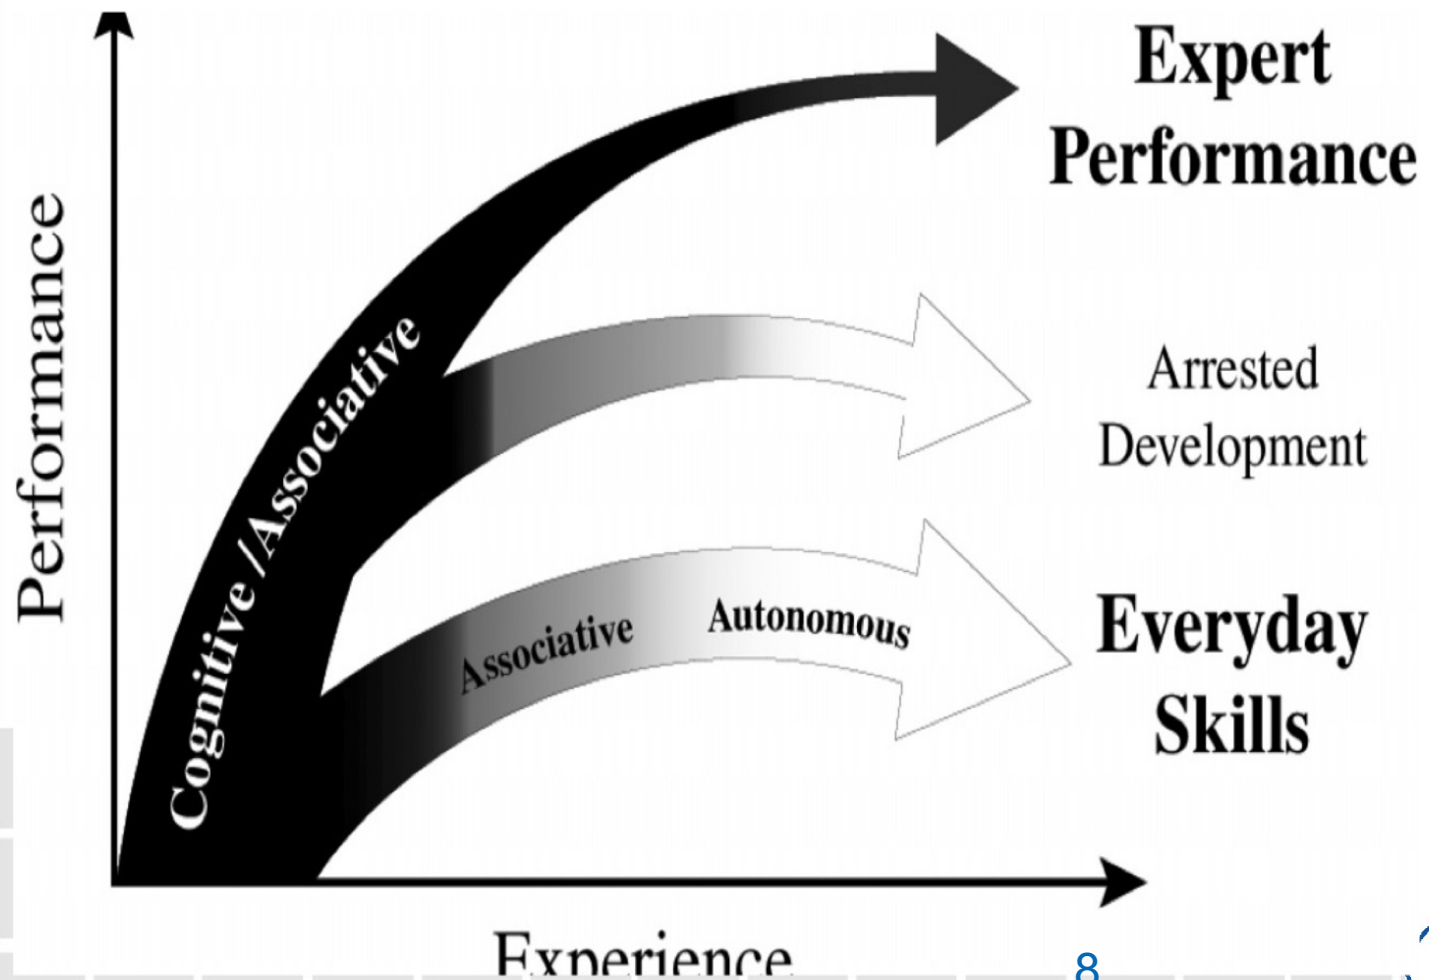 Expert
Performance
Performance
Cognitive /Associative
Arrested
Development
Associative
Autonomous
Everyday
Skills
Experience
8